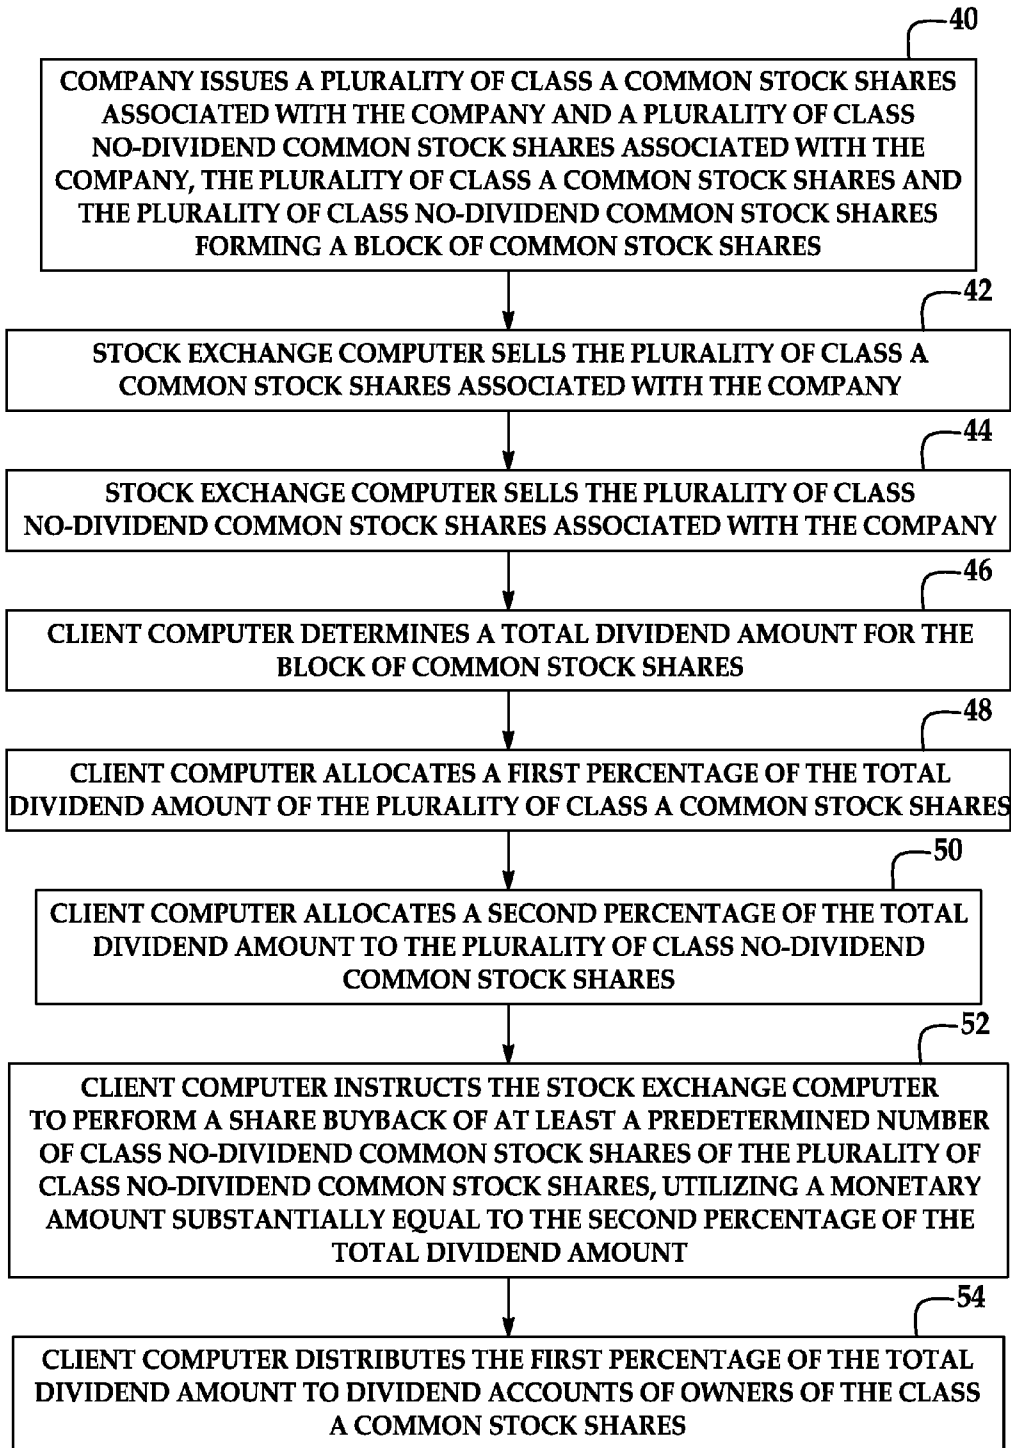 40
COMPANY ISSUES A PLURALITY OF CLASS A COMMON STOCK SHARES
ASSOCIATED WITH THE COMPANY AND A PLURALITY OF CLASS
NO-DIVIDEND COMMON STOCK SHARES ASSOCIATED WITH THE
COMPANY, THE PLURALITY OF CLASS A COMMON STOCK SHARES AND
THE PLURALITY OF CLASS NO-DIVIDEND COMMON STOCK SHARES
FORMING A BLOCK OF COMMON STOCK SHARES
42
STOCK EXCHANGE COMPUTER SELLS THE PLURALITY OF CLASS A
COMMON STOCK SHARES ASSOCIATED WITH THE COMPANY
44
STOCK EXCHANGE COMPUTER SELLS THE PLURALITY OF CLASS
NO-DIVIDEND COMMON STOCK SHARES ASSOCIATED WITH THE COMPANY
46
CLIENT COMPUTER DETERMINES A TOTAL DIVIDEND AMOUNT FOR THE
BLOCK OF COMMON STOCK SHARES
48
CLIENT COMPUTER ALLOCATES A FIRST PERCENTAGE OF THE TOTAL
DIVIDEND AMOUNT OF THE PLURALITY OF CLASS A COMMON STOCK SHARES
50
CLIENT COMPUTER ALLOCATES A SECOND PERCENTAGE OF THE TOTAL
DIVIDEND AMOUNT TO THE PLURALITY OF CLASS NO-DIVIDEND
COMMON STOCK SHARES
52
CLIENT COMPUTER INSTRUCTS THE STOCK EXCHANGE COMPUTER
TO PERFORM A SHARE BUYBACK OF AT LEAST A PREDETERMINED NUMBER
OF CLASS NO-DIVIDEND COMMON STOCK SHARES OF THE PLURALITY OF
CLASS NO-DIVIDEND COMMON STOCK SHARES, UTILIZING A MONETARY
AMOUNT SUBSTANTIALLY EQUAL TO THE SECOND PERCENTAGE OF THE
TOTAL DIVIDEND AMOUNT
54
CLIENT COMPUTER DISTRIBUTES THE FIRST PERCENTAGE OF THE TOTAL
DIVIDEND AMOUNT TO DIVIDEND ACCOUNTS OF OWNERS OF THE CLASS
A COMMON STOCK SHARES